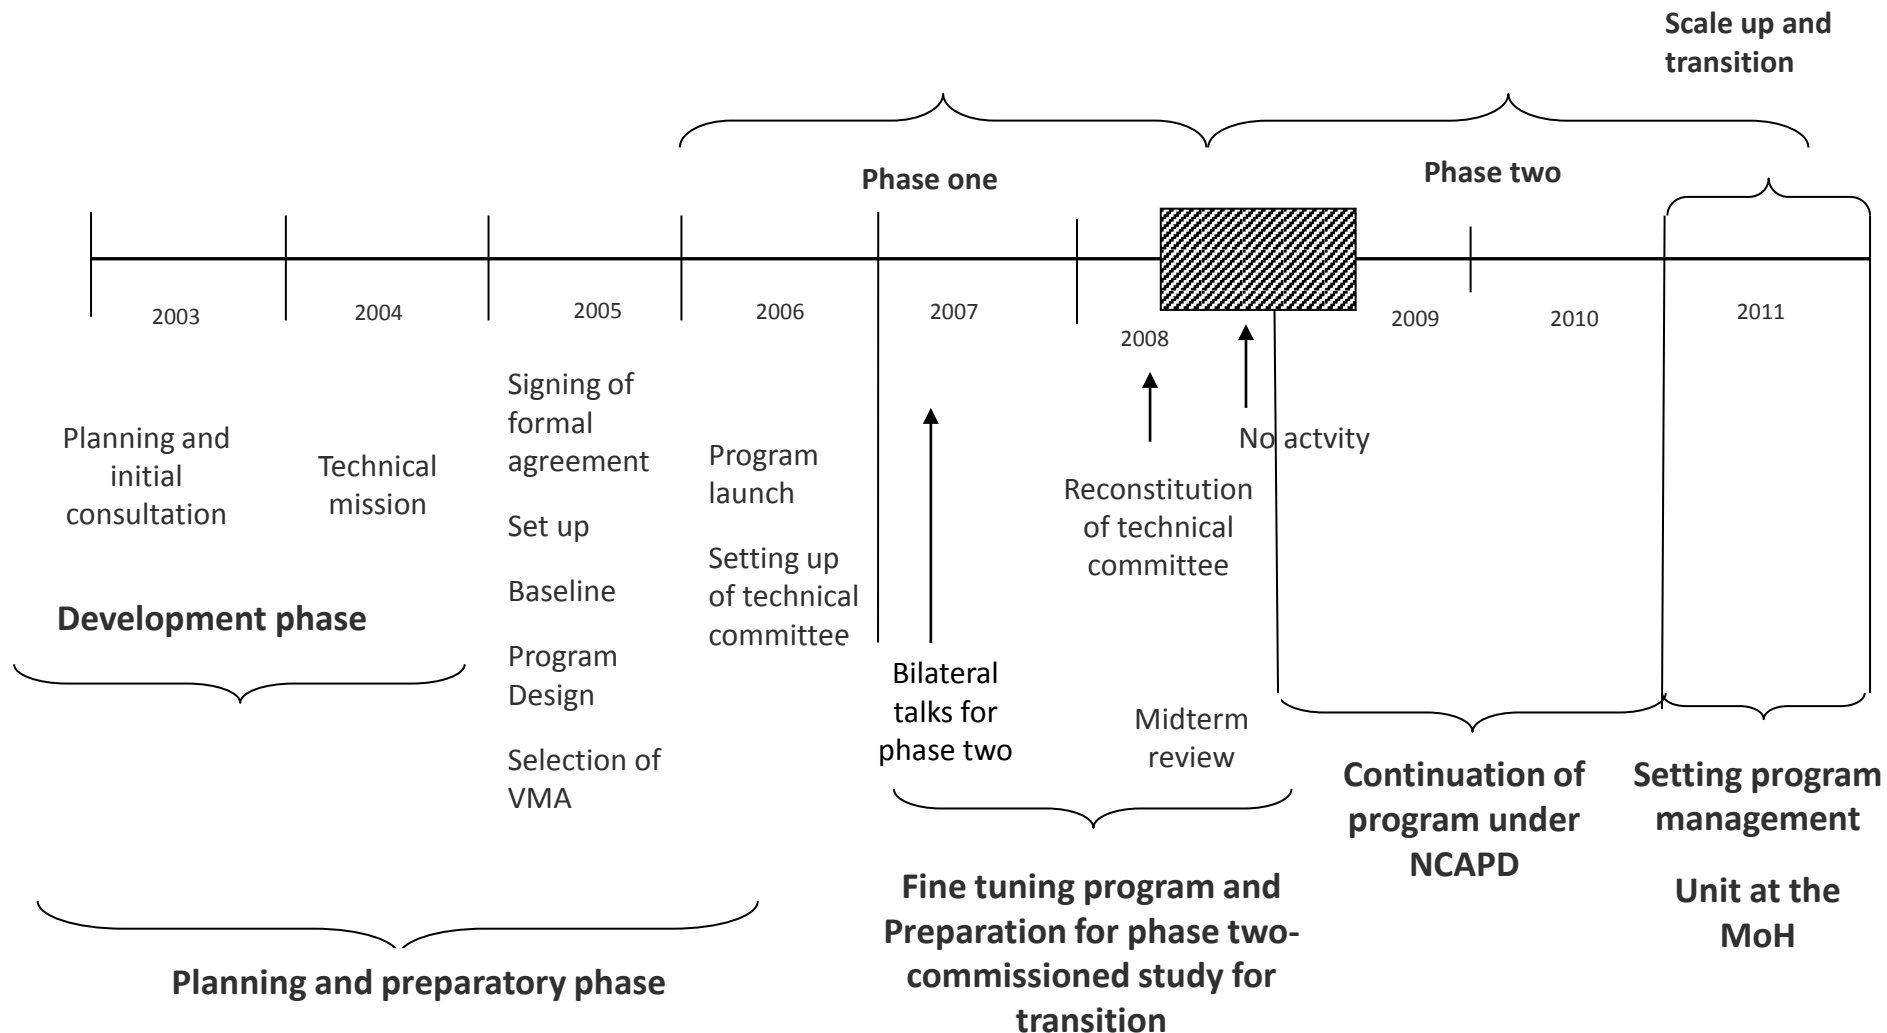 Scale up and
transition
Phase one
Phase two
2003
2004
2005
2006
2007
2008
2009
2010
2011
Planning and
initial
consultation
Technical
mission
Development phase
Signing of
formal
agreement
Set up
Baseline
Program
Design
Selection of
VMA
Program
launch
Setting up
of technical
committee
Bilateral
talks for
phase two
Reconstitution
of technical
committee
No actvity
Midterm
review
Planning and preparatory phase
Fine tuning program and
Preparation for phase two-
commissioned study for
transition
Continuation of
program under
NCAPD
Setting program
management
Unit at the
MoH